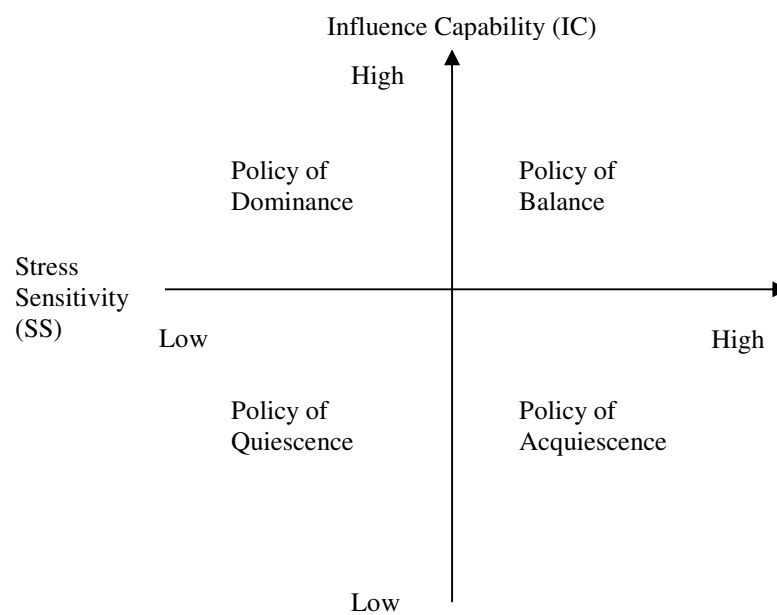 Influence Capability (IC)
High
Policy of
Dominance
Policy of
Balance
Stress
Sensitivity
(SS)
Low
High
Policy of
Quiescence
Policy of
Acquiescence
Low